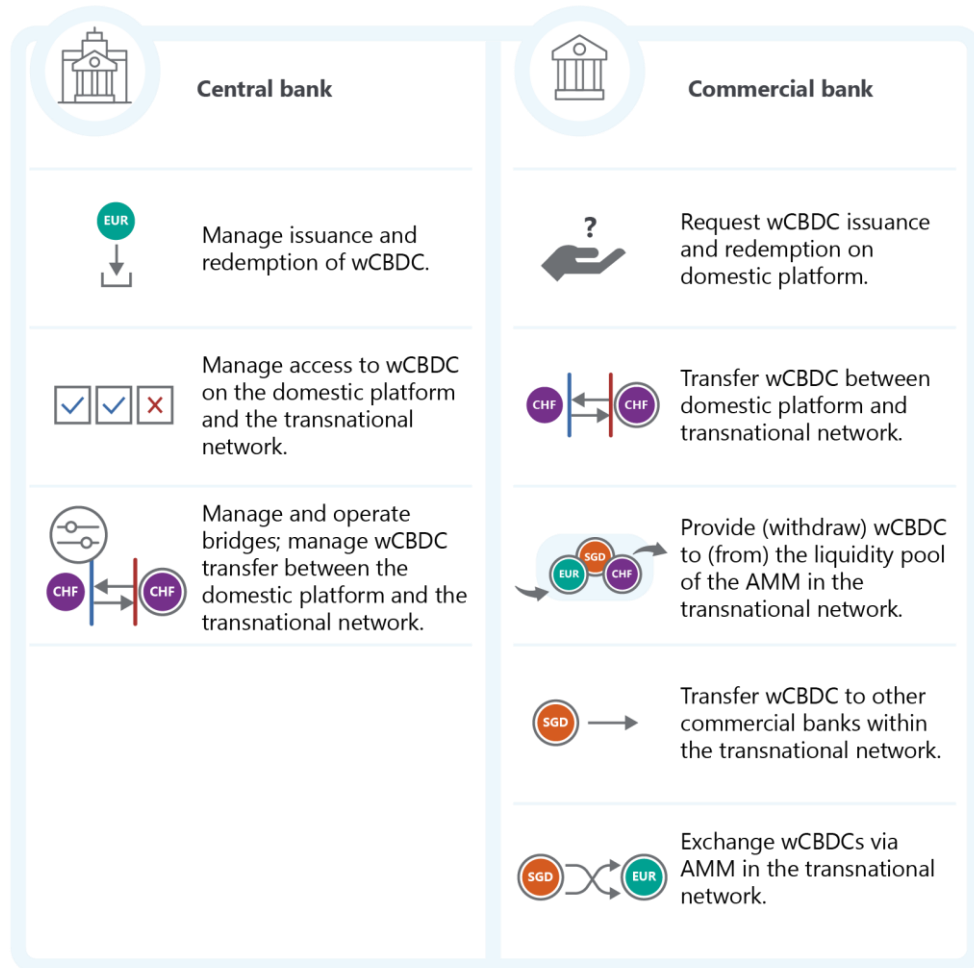 Central bank
EUR
Manage issuance and
redemption of wCBDC.
Manage access to wCBDC
on the domestic platform
and the transnational
network.
CHF
CHF
Manage and operate
bridges; manage wCBDC
transfer between the
domestic platform and the
transnational network.
Commercial bank
?
Request wCBDC issuance
and redemption on
domestic platform.
CHF
CHF
Transfer wCBDC between
domestic platform and
transnational network.
SGD
EUR
CHF
Provide (withdraw) wCBDC
to (from) the liquidity pool
of the AMM in the
transnational network.
SGD
Transfer wCBDC to other
commercial banks within
the transnational network.
SGD
EUR
Exchange wCBDCs via
AMM in the transnational
network.